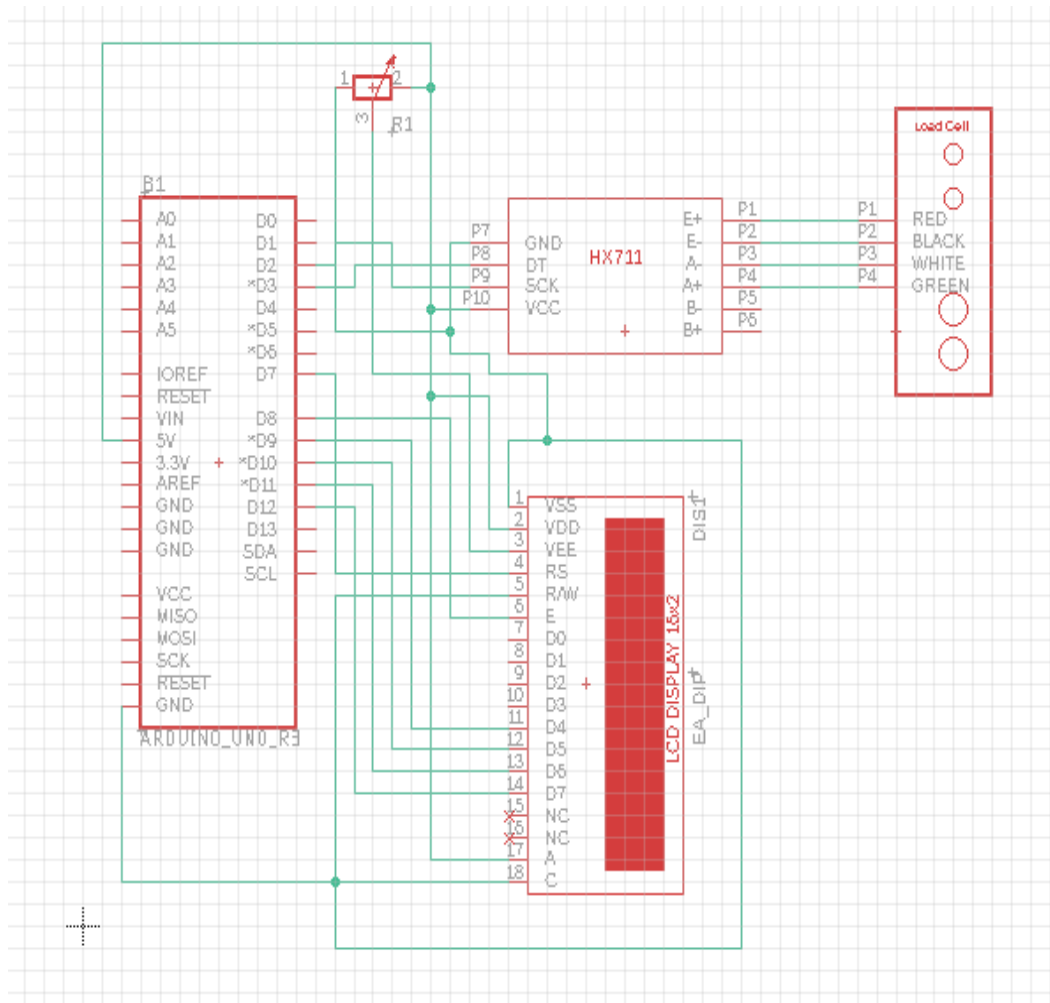 1 2
3
R1
B1
A0 D0
A1 D1
A2 D2
A3 *D3
A4 D4
A5 *D5
*D6
IOREF D7
RESET
VIN D8
5V *D9
3.3V *D10
AREF *D11
GND D12
GND D13
GND SDA
SCL
VCC
MISO
MOSI
SCK
RESET
GND
ARDUINO_UNO_R3
HX711
P7 GND
P8 DT
P9 SCK
P10 VCC
E+ P1
E- P2
A- P3
A+ P4
B- P5
B+ P6
Load Cell
P1 RED
P2 BLACK
P3 WHITE
P4 GREEN
1 VSS
2 VDD
3 VEE
4 RS
5 R/W
6 E
7 D0
8 D1
9 D2
10 D3
11 D4
12 D5
13 D6
14 D7
15 NC
16 NC
17 A
18 C
LCD DISPLAY 16x2
DIS1
EA_DIP